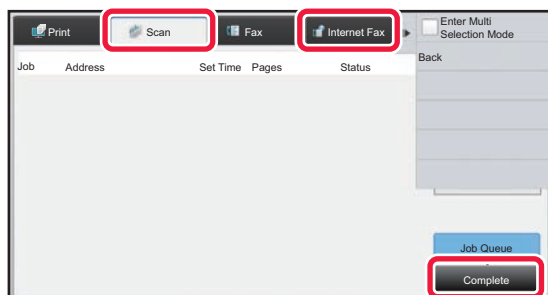 Print Scan Fax Internet Fax
Enter Multi
Selection Mode
Job Address Set Time Pages Status
Back
Job Queue
Complete